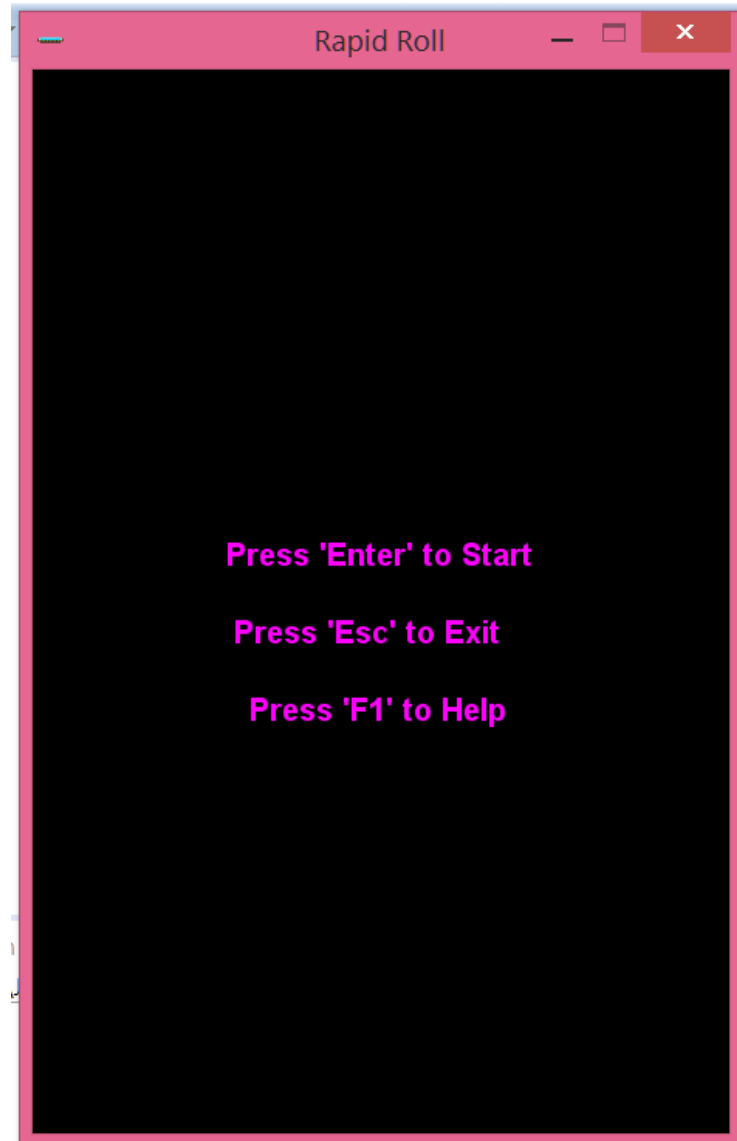 Rapid Roll
Press 'Enter' to Start
Press 'Esc' to Exit
Press 'F1' to Help